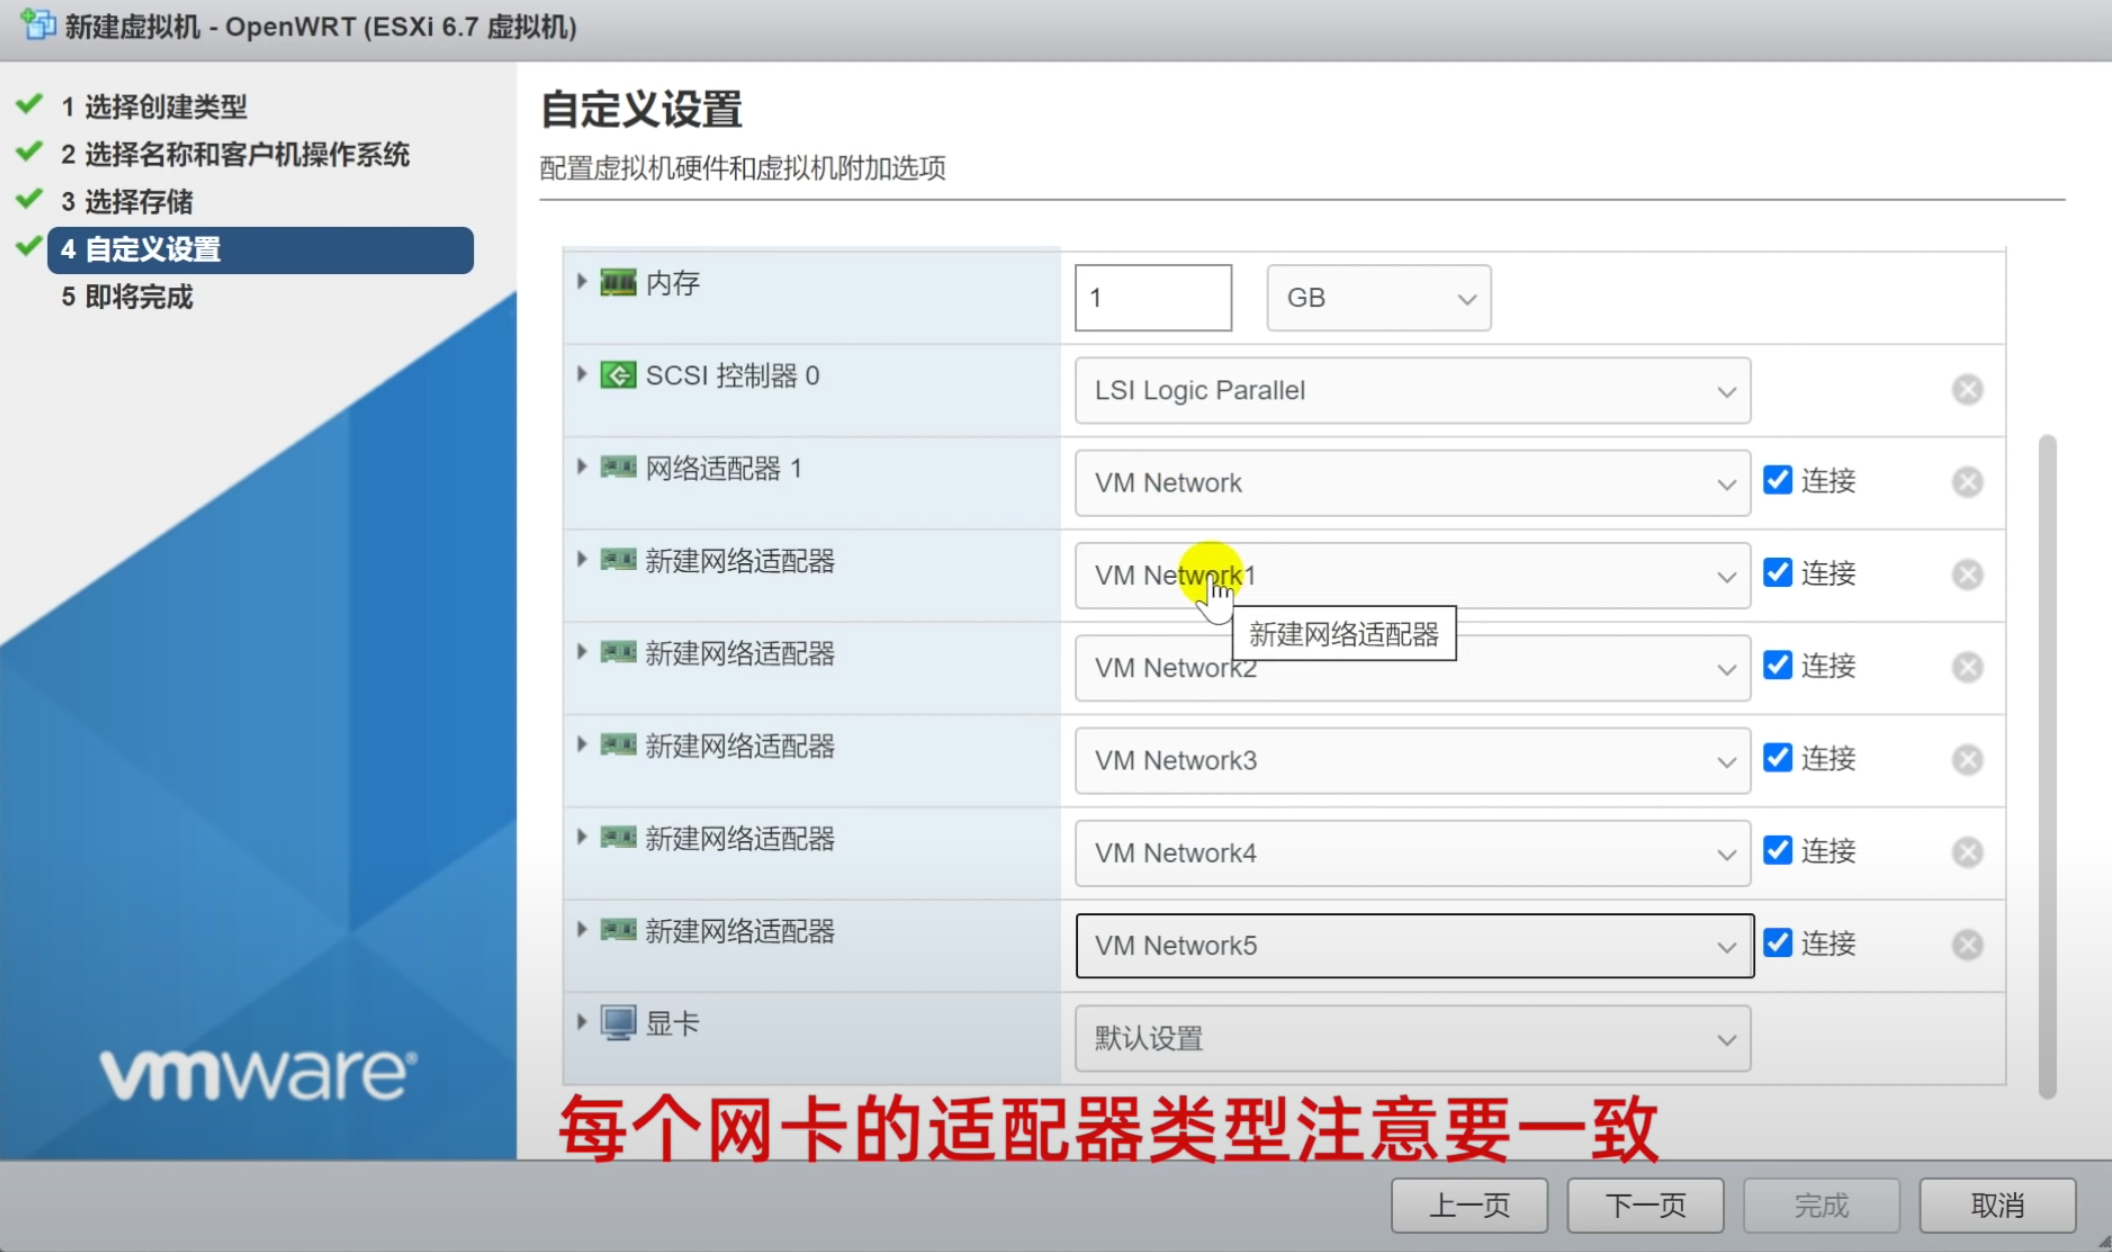 新建虚拟机 - OpenWRT (ESXi 6.7 虚拟机)
1 选择创建类型
2 选择名称和客户机操作系统
3 选择存储
4 自定义设置
5 即将完成
vmware®
自定义设置
配置虚拟机硬件和虚拟机附加选项
内存 1 GB
SCSI 控制器 0 LSI Logic Parallel
网络适配器 1 VM Network 连接
新建网络适配器 VM Network1 连接
新建网络适配器
新建网络适配器 VM Network2 连接
新建网络适配器 VM Network3 连接
新建网络适配器 VM Network4 连接
新建网络适配器 VM Network5 连接
显卡 默认设置
每个网卡的适配器类型注意要一致
上一页 下一页 完成 取消